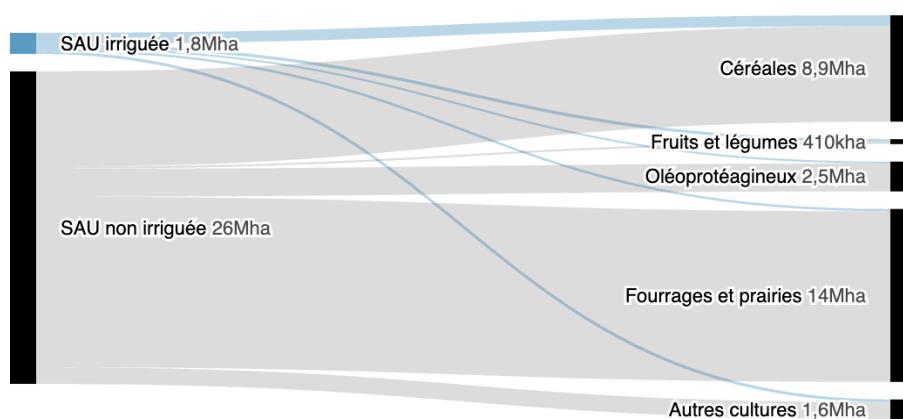 SAU irriguée 1,8Mha
Céréales 8,9Mha
Fruits et légumes 410kha
Oléoprotéagineux 2,5Mha
SAU non irriguée 26Mha
Fourrages et prairies 14Mha
Autres cultures 1,6Mha